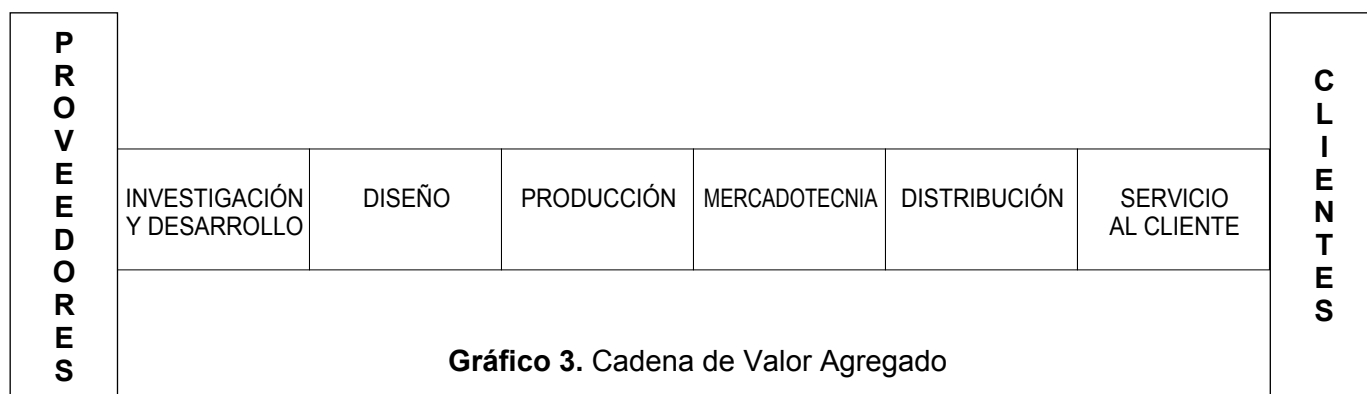 PROVEEDORES
INVESTIGACIÓN
Y DESARROLLO
DISEÑO
PRODUCCIÓN
MERCADOTECNIA
DISTRIBUCIÓN
SERVICIO
AL CLIENTE
CLIENTES
Gráfico 3. Cadena de Valor Agregado